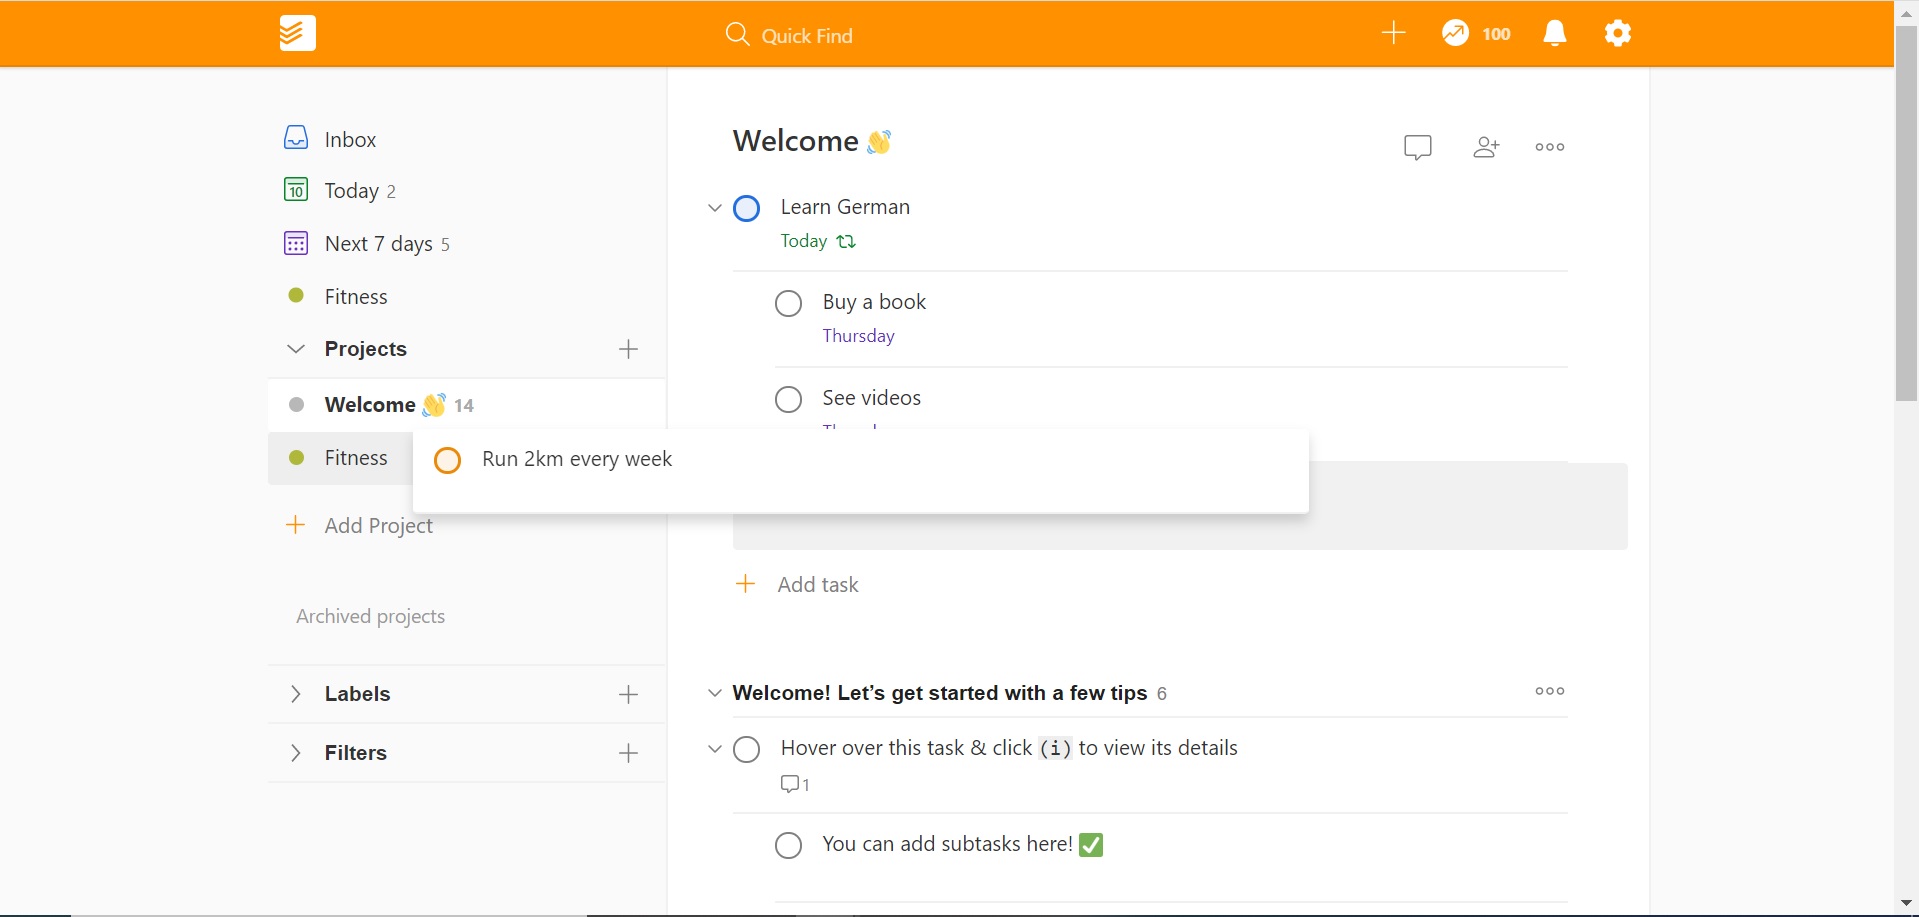 Quick Find
100
Inbox
10 Today 2
Next 7 days 5
Fitness
Projects
Welcome 👋 14
Fitness
Add Project
Archived projects
Labels
Filters
Welcome 👋
Learn German
Today
Buy a book
Thursday
See videos
Run 2km every week
Add task
Welcome! Let’s get started with a few tips 6
Hover over this task & click (i) to view its details
1
You can add subtasks here! ✅